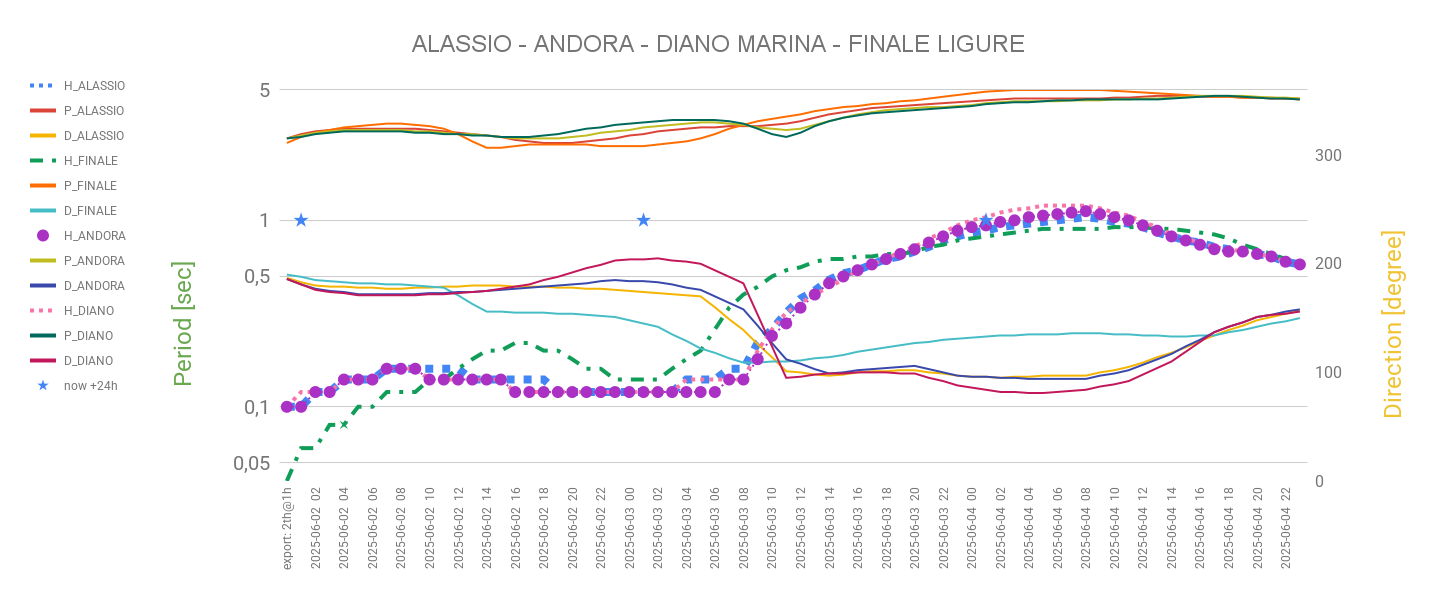 ALASSIO - ANDORA - DIANO MARINA - FINALE LIGURE
H_ALASSIO
P_ALASSIO
D_ALASSIO
H_FINALE
P_FINALE
D_FINALE
H_ANDORA
P_ANDORA
D_ANDORA
H_DIANO
P_DIANO
D_DIANO
now +24h
Period [sec]
5
1
0,5
0,1
0,05
300
200
100
0
Direction [degree]
export: 2th@1h
2025-06-02 02
2025-06-02 04
2025-06-02 06
2025-06-02 08
2025-06-02 10
2025-06-02 12
2025-06-02 14
2025-06-02 16
2025-06-02 18
2025-06-02 20
2025-06-02 22
2025-06-03 00
2025-06-03 02
2025-06-03 04
2025-06-03 06
2025-06-03 08
2025-06-03 10
2025-06-03 12
2025-06-03 14
2025-06-03 16
2025-06-03 18
2025-06-03 20
2025-06-03 22
2025-06-04 00
2025-06-04 02
2025-06-04 04
2025-06-04 06
2025-06-04 08
2025-06-04 10
2025-06-04 12
2025-06-04 14
2025-06-04 16
2025-06-04 18
2025-06-04 20
2025-06-04 22